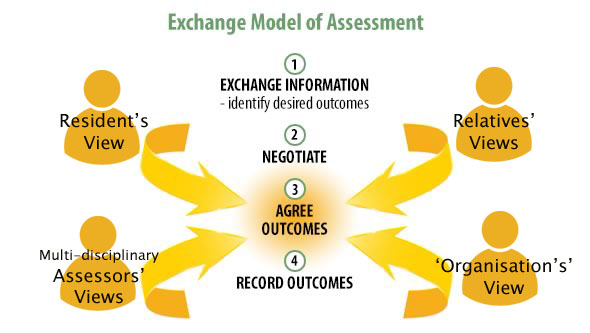 Exchange Model of Assessment
1
EXCHANGE INFORMATION
- identify desired outcomes
Resident's
View
Relatives'
Views
2
NEGOTIATE
3
AGREE
OUTCOMES
Multi-disciplinary
Assessors'
Views
4
RECORD OUTCOMES
'Organisation's'
View